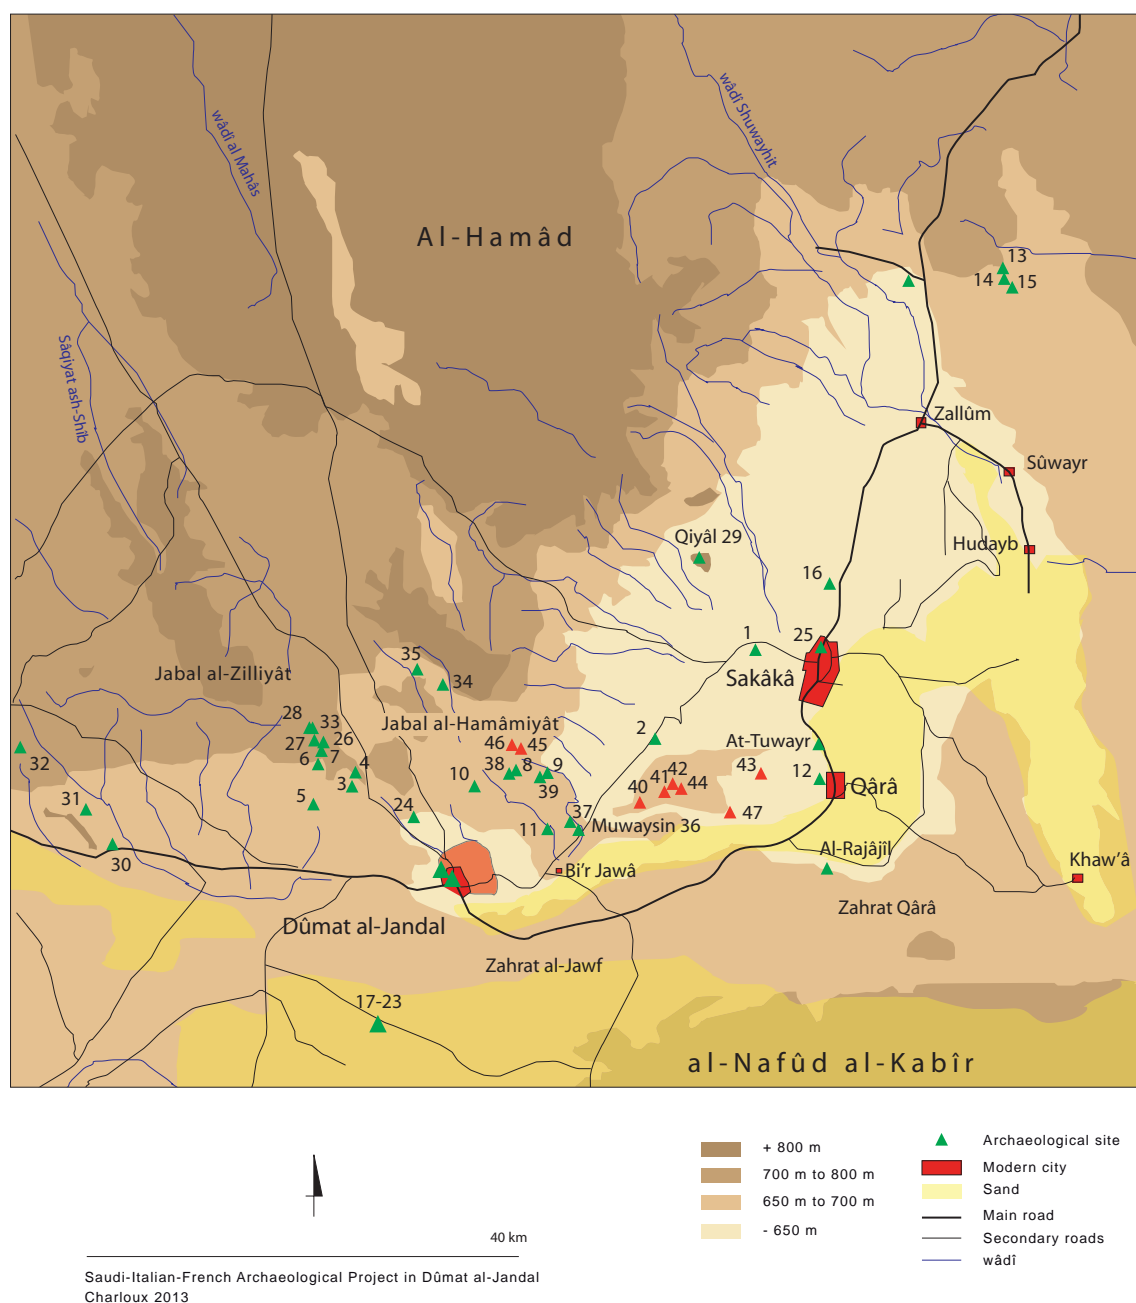 wâdî al Mahâs
wâdî Shuwayhit
Al-Hamâd
13
14
15
Sâqiyat ash-Shîb
Zallûm
Sûwayr
Qiyâl 29
Hudayb
16
1
25
35
34
Jabal al-Zilliyât
Sakâkâ
28
33
Jabal al-Hamâmiyât
2
At-Tuwayr
27
26
46
45
32
6
7
4
38
8
9
42
43
12
Qârâ
3
10
39
41
44
40
31
5
24
37
47
11
Muwaysin 36
30
Bi'r Jawâ
Al-Rajâjîl
Khaw'â
Dûmat al-Jandal
Zahrat Qârâ
Zahrat al-Jawf
17-23
al-Nafûd al-Kabîr
+ 800 m
700 m to 800 m
650 m to 700 m
- 650 m
Archaeological site
Modern city
Sand
Main road
Secondary roads
wâdî
40 km
Saudi-Italian-French Archaeological Project in Dûmat al-Jandal
Charloux 2013